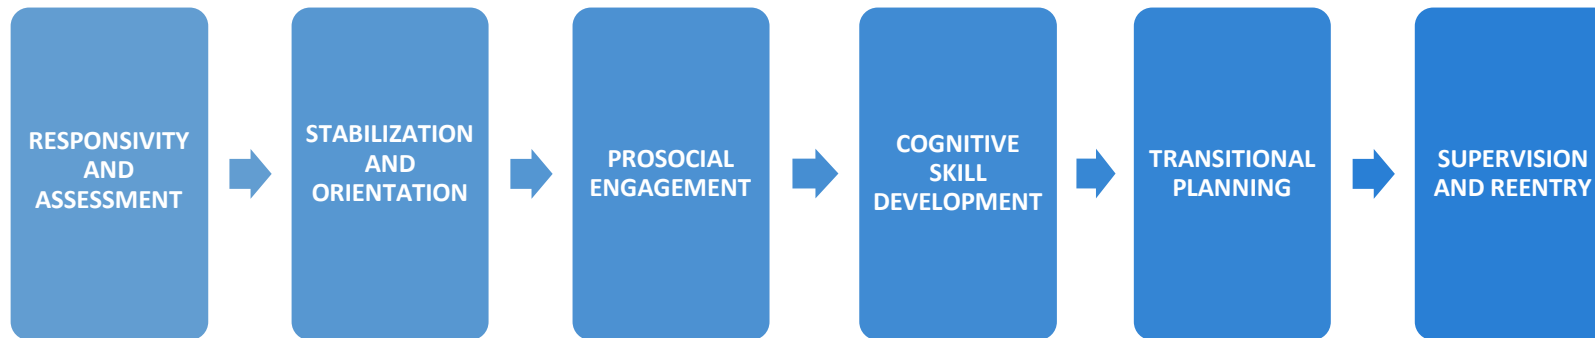 RESPONSIVITY
AND
ASSESSMENT
STABILIZATION
AND
ORIENTATION
PROSOCIAL
ENGAGEMENT
COGNITIVE
SKILL
DEVELOPMENT
TRANSITIONAL
PLANNING
SUPERVISION
AND REENTRY